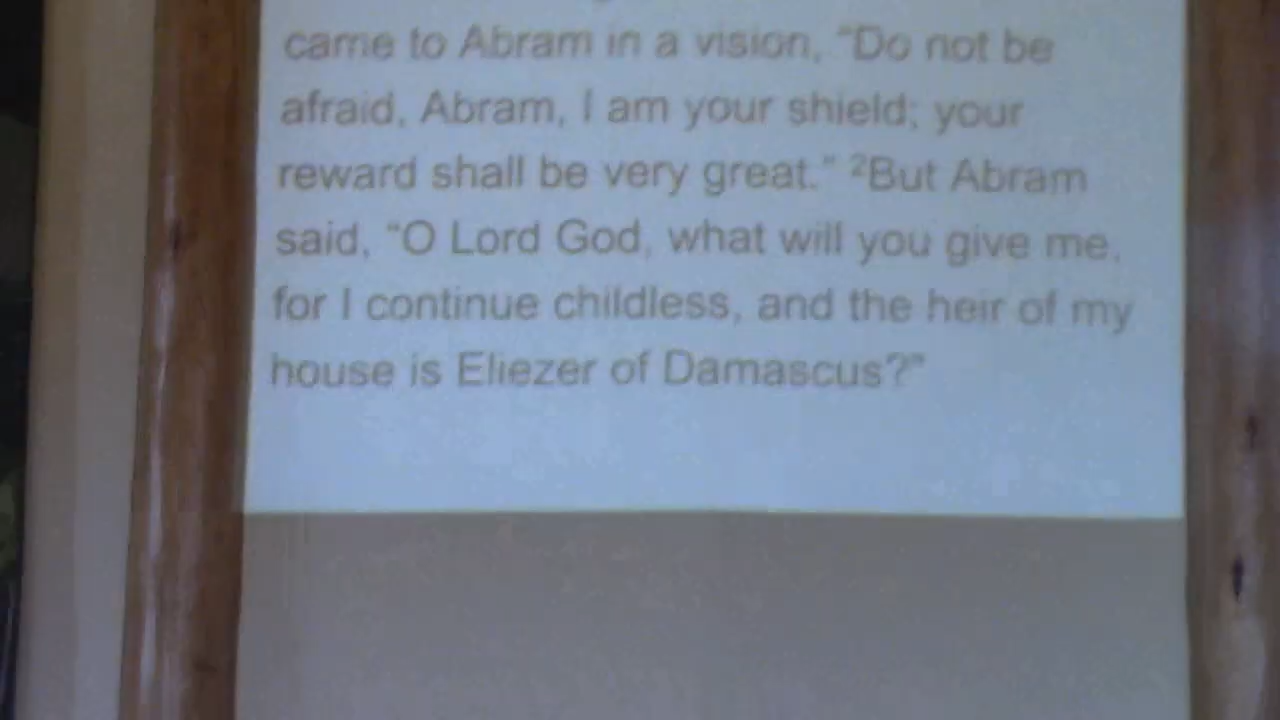 came to Abram in a vision, “Do not be
afraid, Abram, I am your shield; your
reward shall be very great.” ²But Abram
said, “O Lord God, what will you give me,
for I continue childless, and the heir of my
house is Eliezer of Damascus?”